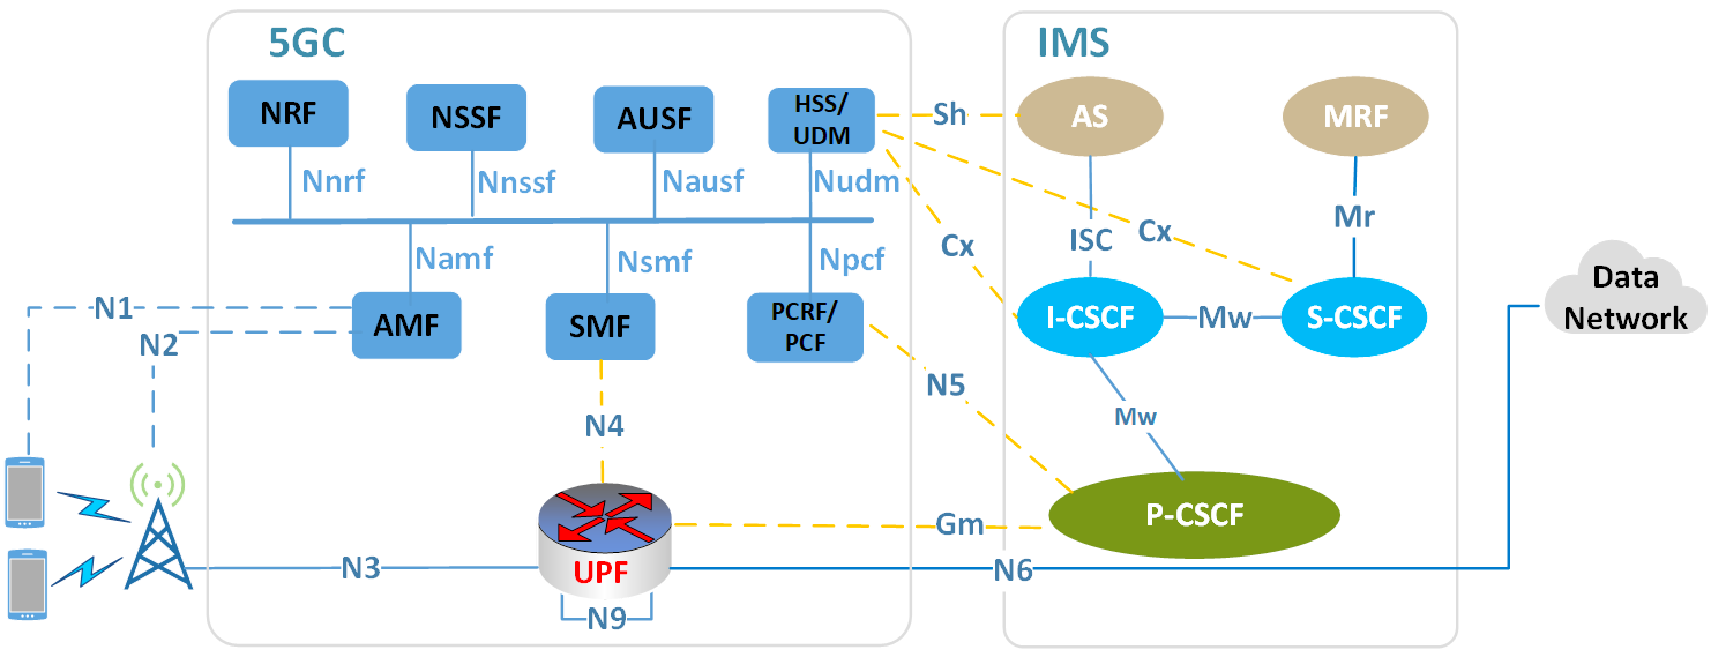 5GC
IMS
NRF
NSSF
AUSF
HSS/
UDM
Sh
AS
MRF
Nnrf
Nnssf
Nausf
Nudm
Cx
Cx
ISC
Mr
Namf
Nsmf
Npcf
N1
N2
AMF
SMF
PCRF/
PCF
I-CSCF
Mw
S-CSCF
Data
Network
N5
N4
Mw
Gm
P-CSCF
N3
UPF
N6
N9